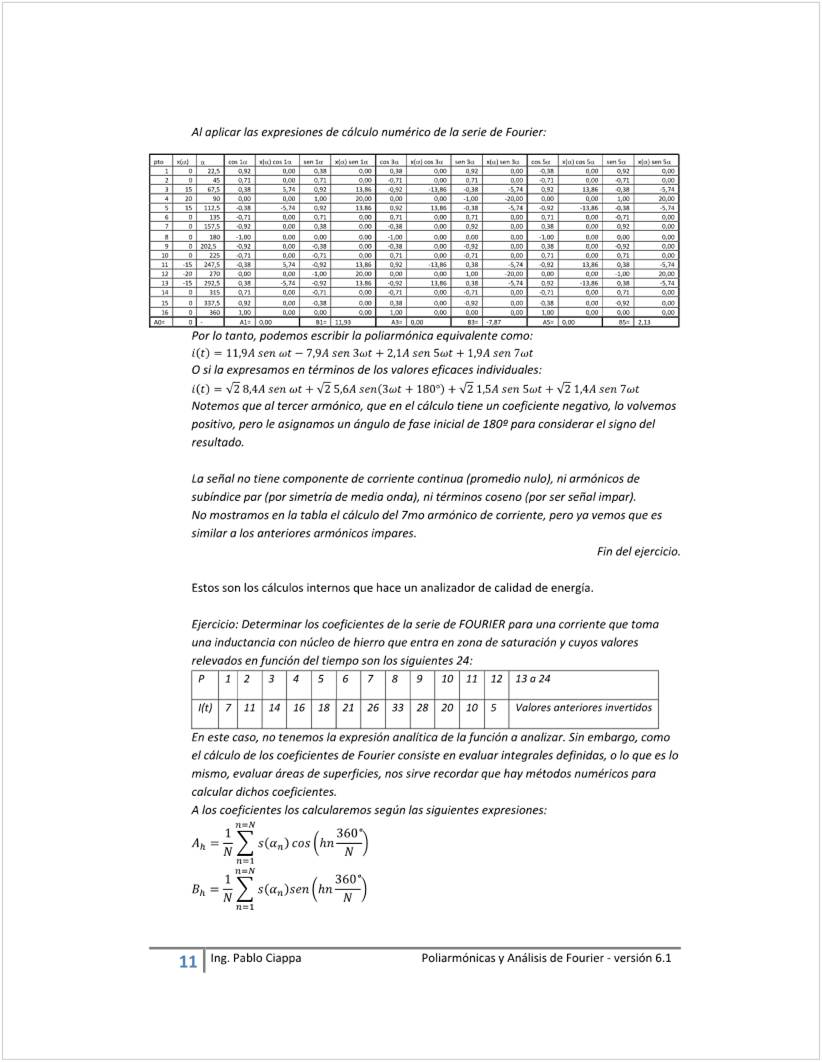 Al aplicar las expresiones de cálculo numérico de la serie de Fourier:
pto x(α) α cos 1α x(α) cos 1α sen 1α x(α) sen 1α cos 3α x(α) cos 3α sen 3α x(α) sen 3α cos 5α x(α) cos 5α sen 5α x(α) sen 5α
1 0 22,5 0,92 0,00 0,38 0,00 0,38 0,00 0,92 0,00 -0,38 0,00 0,92 0,00
2 0 45 0,71 0,00 0,71 0,00 -0,71 0,00 0,71 0,00 -0,71 0,00 -0,71 0,00
3 15 67,5 0,38 5,74 0,92 13,86 -0,92 -13,86 -0,38 -5,74 0,92 13,86 -0,38 -5,74
4 20 90 0,00 0,00 1,00 20,00 0,00 0,00 -1,00 -20,00 0,00 0,00 1,00 20,00
5 15 112,5 -0,38 -5,74 0,92 13,86 0,92 13,86 -0,38 -5,74 -0,92 -13,86 -0,38 -5,74
6 0 135 -0,71 0,00 0,71 0,00 0,71 0,00 0,71 0,00 0,71 0,00 -0,71 0,00
7 0 157,5 -0,92 0,00 0,38 0,00 -0,38 0,00 0,92 0,00 0,38 0,00 0,92 0,00
8 0 180 -1,00 0,00 0,00 0,00 -1,00 0,00 0,00 0,00 -1,00 0,00 0,00 0,00
9 0 202,5 -0,92 0,00 -0,38 0,00 -0,38 0,00 -0,92 0,00 0,38 0,00 -0,92 0,00
10 0 225 -0,71 0,00 -0,71 0,00 0,71 0,00 -0,71 0,00 0,71 0,00 0,71 0,00
11 -15 247,5 -0,38 5,74 -0,92 13,86 0,92 -13,86 0,38 -5,74 -0,92 13,86 0,38 -5,74
12 -20 270 0,00 0,00 -1,00 20,00 0,00 0,00 1,00 -20,00 0,00 0,00 -1,00 20,00
13 -15 292,5 0,38 -5,74 -0,92 13,86 -0,92 13,86 0,38 -5,74 0,92 -13,86 0,38 -5,74
14 0 315 0,71 0,00 -0,71 0,00 -0,71 0,00 -0,71 0,00 -0,71 0,00 0,71 0,00
15 0 337,5 0,92 0,00 -0,38 0,00 0,38 0,00 -0,92 0,00 -0,38 0,00 -0,92 0,00
16 0 360 1,00 0,00 0,00 0,00 1,00 0,00 0,00 0,00 1,00 0,00 0,00 0,00
A0= 0 - A1= 0,00 B1= 11,93 A3= 0,00 B3= -7,87 A5= 0,00 B5= 2,13
Por lo tanto, podemos escribir la poliarmónica equivalente como:
i(t) = 11,9A sen ωt − 7,9A sen 3ωt + 2,1A sen 5ωt + 1,9A sen 7ωt
O si la expresamos en términos de los valores eficaces individuales:
i(t) = √2 8,4A sen ωt + √2 5,6A sen(3ωt + 180°) + √2 1,5A sen 5ωt + √2 1,4A sen 7ωt
Notemos que al tercer armónico, que en el cálculo tiene un coeficiente negativo, lo volvemos
positivo, pero le asignamos un ángulo de fase inicial de 180º para considerar el signo del
resultado.
La señal no tiene componente de corriente continua (promedio nulo), ni armónicos de
subíndice par (por simetría de media onda), ni términos coseno (por ser señal impar).
No mostramos en la tabla el cálculo del 7mo armónico de corriente, pero ya vemos que es
similar a los anteriores armónicos impares.
Fin del ejercicio.
Estos son los cálculos internos que hace un analizador de calidad de energía.
Ejercicio: Determinar los coeficientes de la serie de FOURIER para una corriente que toma
una inductancia con núcleo de hierro que entra en zona de saturación y cuyos valores
relevados en función del tiempo son los siguientes 24:
P 1 2 3 4 5 6 7 8 9 10 11 12 13 a 24
I(t) 7 11 14 16 18 21 26 33 28 20 10 5 Valores anteriores invertidos
En este caso, no tenemos la expresión analítica de la función a analizar. Sin embargo, como
el cálculo de los coeficientes de Fourier consiste en evaluar integrales definidas, o lo que es lo
mismo, evaluar áreas de superficies, nos sirve recordar que hay métodos numéricos para
calcular dichos coeficientes.
A los coeficientes los calcularemos según las siguientes expresiones:
A_h = 1/N ∑_{n=1}^{n=N} s(α_n) cos (hn 360°/N)
B_h = 1/N ∑_{n=1}^{n=N} s(α_n)sen (hn 360°/N)
11 Ing. Pablo Ciappa Poliarmónicas y Análisis de Fourier - versión 6.1